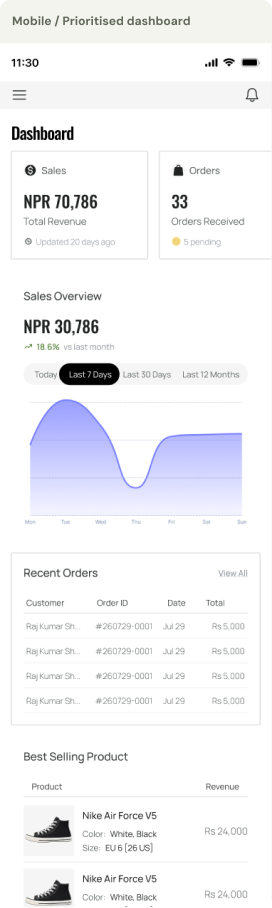 Mobile / Prioritised dashboard
11:30
Dashboard
Sales
NPR 70,786
Total Revenue
Updated 20 days ago
Orders
33
Orders Received
5 pending
Sales Overview
NPR 30,786
18.6% vs last month
Today Last 7 Days Last 30 Days Last 12 Months
Mon Tue Wed Thu Fri Sat Sun
Recent Orders View All
Customer Order ID Date Total
Raj Kumar Sh... #260729-0001 Jul 29 Rs 5,000
Raj Kumar Sh... #260729-0001 Jul 29 Rs 5,000
Raj Kumar Sh... #260729-0001 Jul 29 Rs 5,000
Raj Kumar Sh... #260729-0001 Jul 29 Rs 5,000
Best Selling Product
Product Revenue
Nike Air Force V5
Color: White, Black
Size: EU 6 [26 US]
Rs 24,000
Nike Air Force V5
Color: White, Black
Rs 24,000